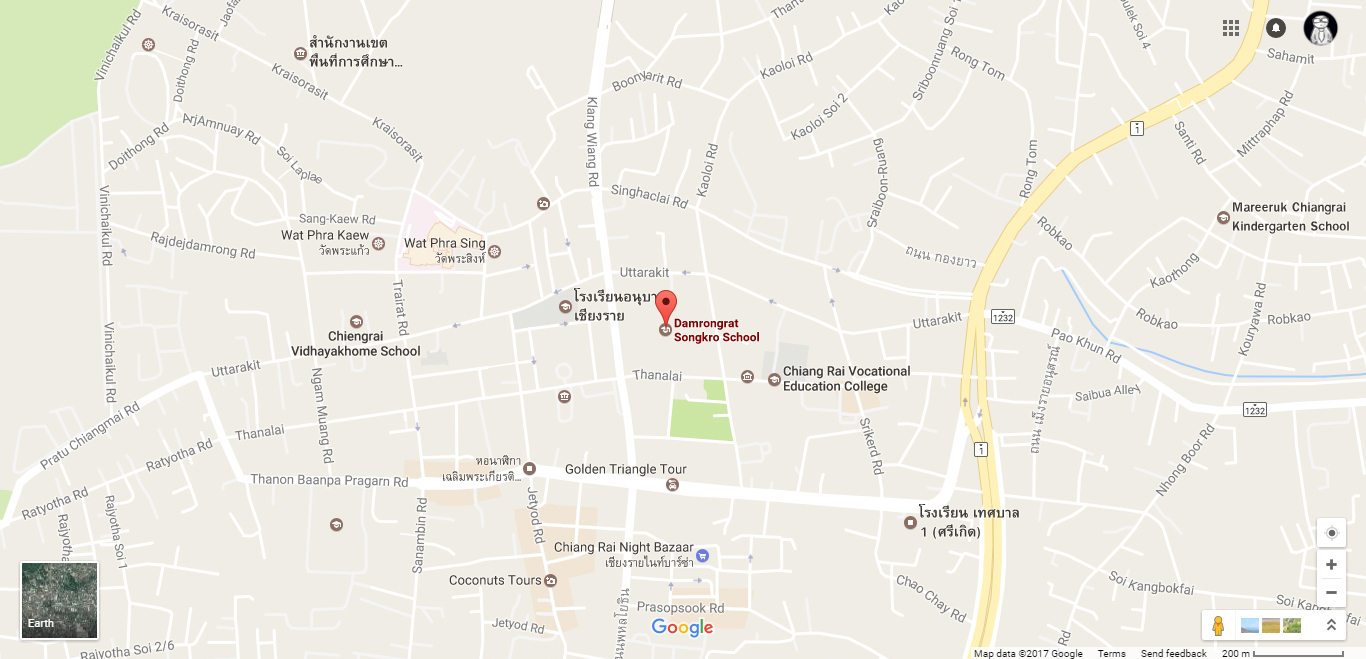 Jaofa
Thanon
Vinichaikul Rd
Doithong Rd
Kraisorasit
สำนักงานเขต
พื้นที่การศึกษา...
Kaoloi Rd
Sriboonruang Soi
Soi 4
Rong Tom
Sahamit
Boonyarit Rd
Klang Wiang Rd
Kaoloi Soi 2
ArjAmnuay Rd
Doithong Rd
Kraisorasit
Soi Laplae
1
Santi Rd
Mittraphap Rd
Kaoloi Rd
Rong Tom
Vinichaikul Rd
Singhaclai Rd
Sang-Kaew Rd
Wat Phra Kaew
วัดพระแก้ว
Rajdejdamrong Rd
Wat Phra Sing
วัดพระสิงห์
Mareeruk Chiangrai
Kindergarten School
Robkao
ถนน กองยาว
Kaothong
Uttarakit
Trairat Rd
โรงเรียนอนุบา
เชียงราย
Damrongrat
Songkro School
Uttarakit
1232
Robkao
Robkao
Kouryawa Rd
Chiengrai
Vidhayakhome School
Pao Khun Rd
Vinichaikul Rd
Uttarakit
Thanalai
Chiang Rai Vocational
Education College
Ngam Muang Rd
Saibua Alley
1232
Pratu Chiangmai Rd
Thanalai
Ratyotha Rd
Srikerd Rd
1
Nhong Boor Rd
หอนาฬิกา
เฉลิมพระเกียรติ...
Golden Triangle Tour
Thanon Baanpa Pragarn Rd
Ratyotha Rd
Jetyod Rd
Sanambin Rd
โรงเรียน เทศบาล
1 (ศรีเกิด)
Rajyotha
Rajyotha Soi 1
Chiang Rai Night Bazaar
เชียงรายไนท์บาร์ซ่า
Coconuts Tours
Chao Chay Rd
Soi Kangbokfai
Prasopsook Rd
Jetyod Rd
Google
Earth
Rajyotha Soi 2/6
Map data ©2017 Google
Terms
Send feedback
200 m